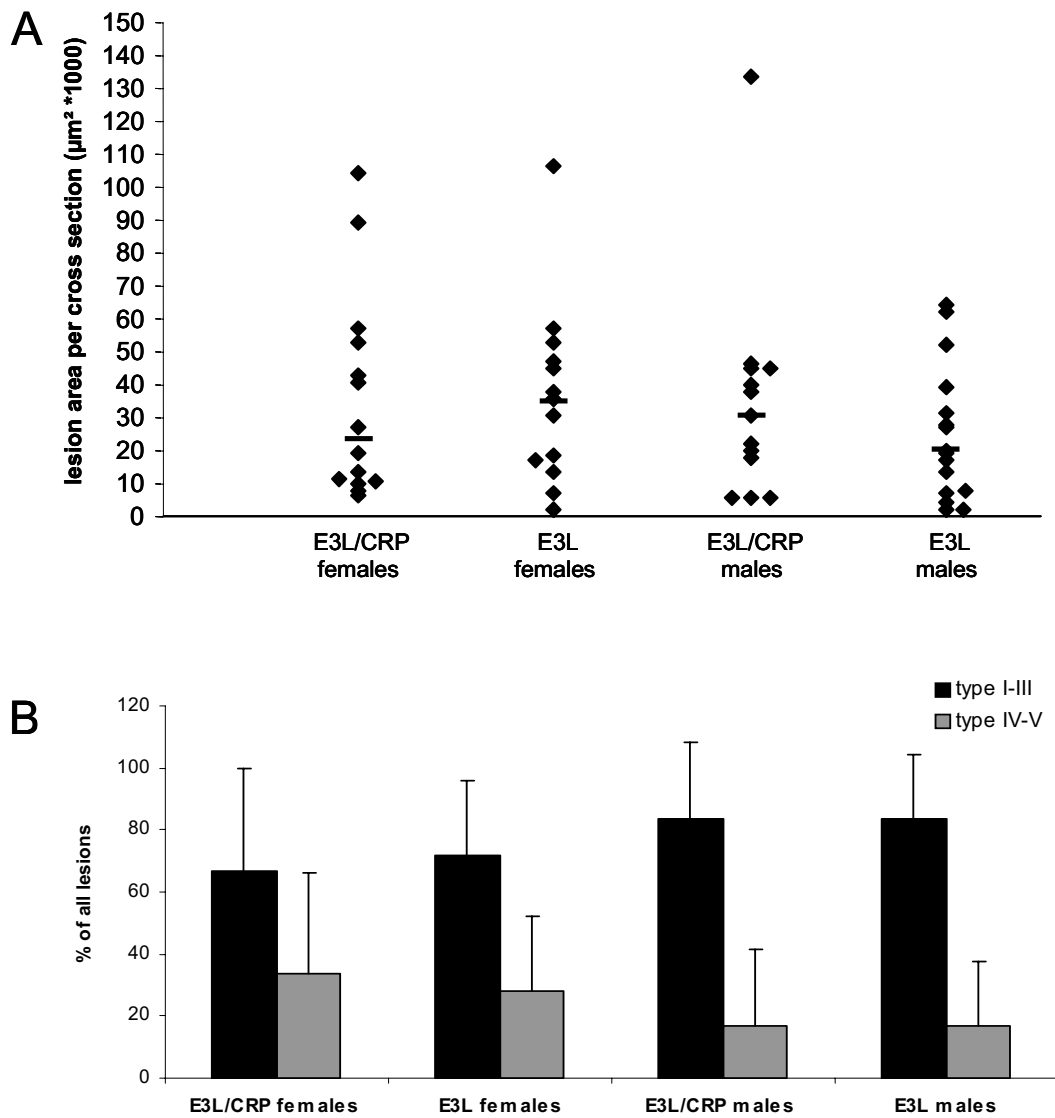 A
lesion area per cross section (µm² *1000)
150
140
130
120
110
100
90
80
70
60
50
40
30
20
10
0
E3L/CRP
females
E3L
females
E3L/CRP
males
E3L
males
B
type I-III
type IV-V
% of all lesions
120
100
80
60
40
20
0
E3L/CRP females
E3L females
E3L/CRP males
E3L males